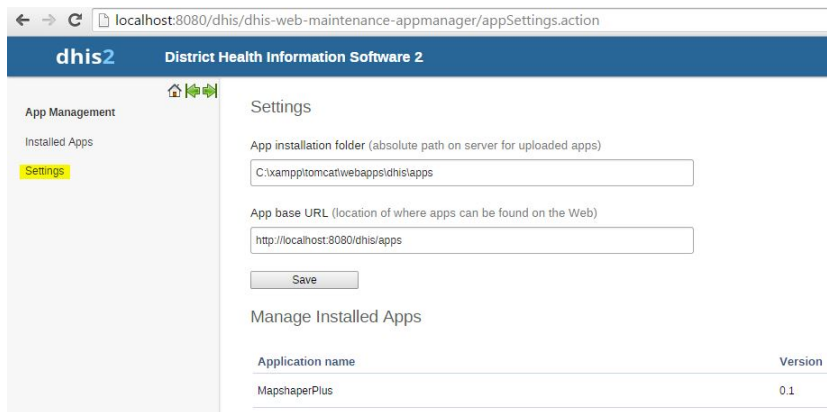 localhost:8080/dhis/dhis-web-maintenance-appmanager/appSettings.action
dhis2 District Health Information Software 2
App Management
Installed Apps
Settings
Settings
App installation folder (absolute path on server for uploaded apps)
C:\xampp\tomcat\webapps\dhis\apps
App base URL (location of where apps can be found on the Web)
http://localhost:8080/dhis/apps
Save
Manage Installed Apps
Application name Version
MapshaperPlus 0.1